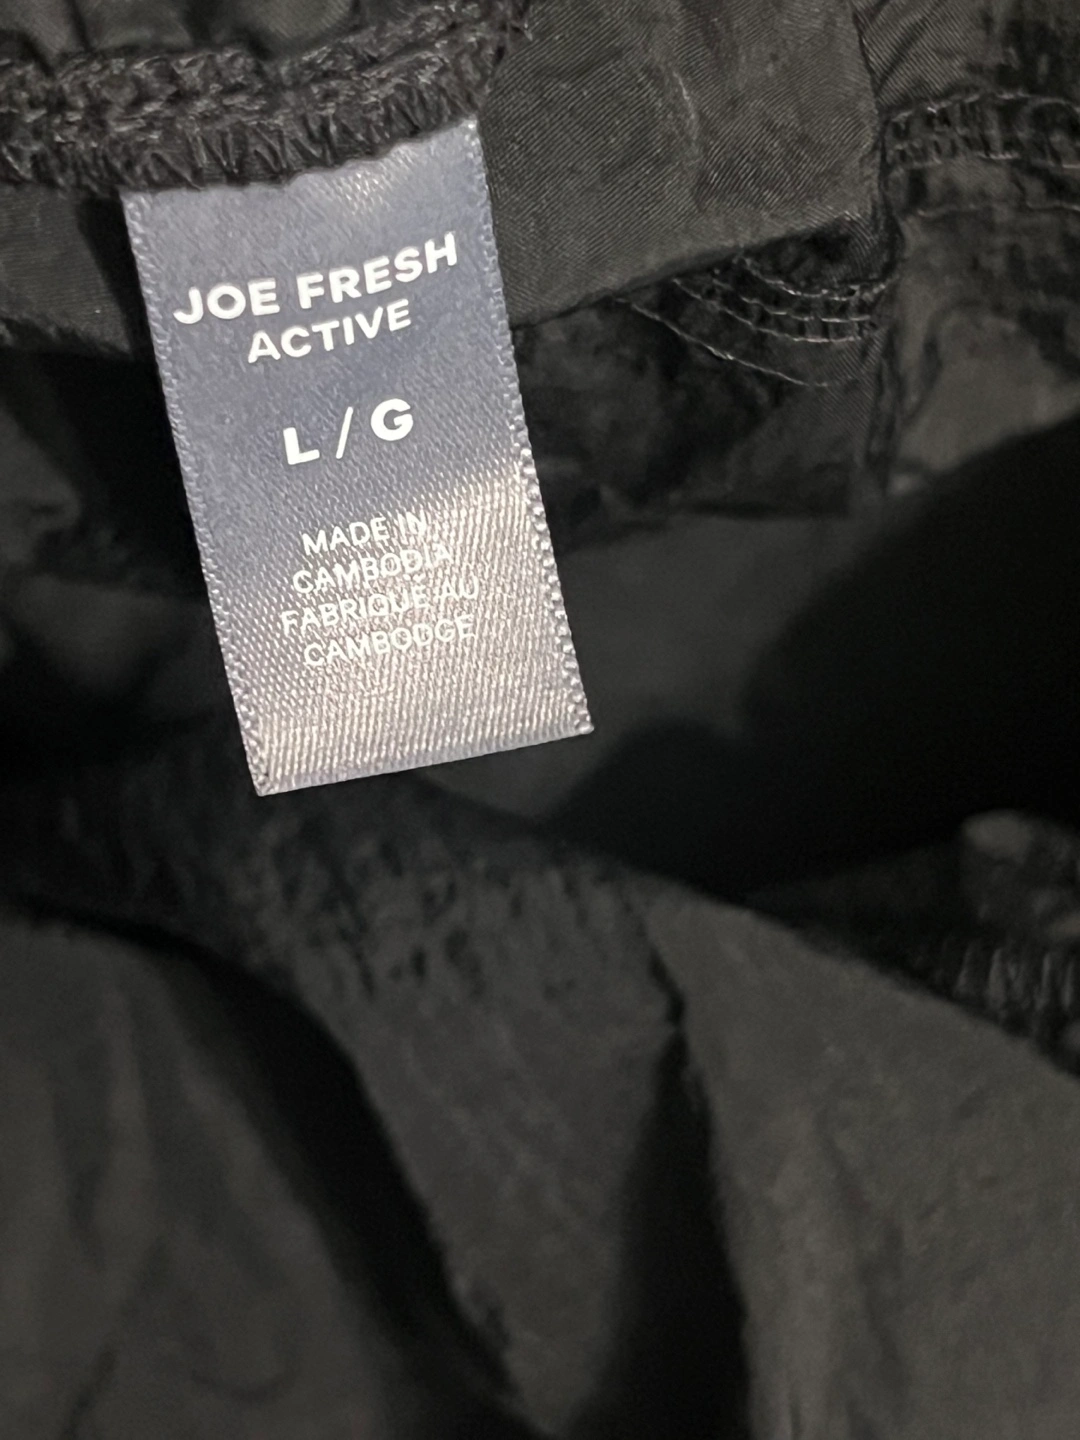 JOE FRESH
ACTIVE
L / G
MADE IN
CAMBODIA
FABRIQUÉ AU
CAMBODGE